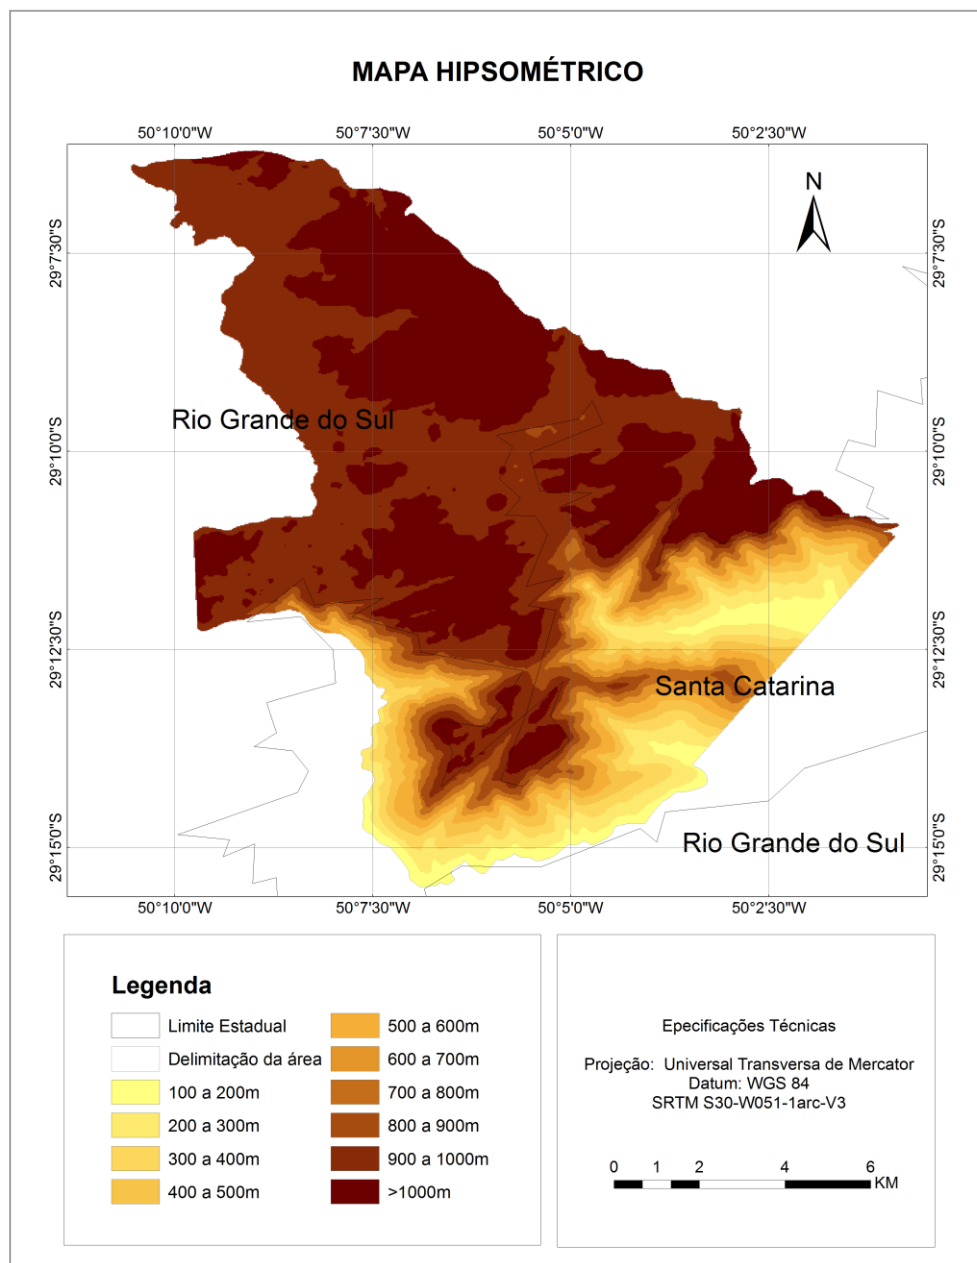 MAPA HIPSOMÉTRICO
50°10'0"W 50°7'30"W 50°5'0"W 50°2'30"W
N
29°7'30"S 29°7'30"S
Rio Grande do Sul
29°10'0"S 29°10'0"S
29°12'30"S 29°12'30"S
Santa Catarina
Rio Grande do Sul
29°15'0"S 29°15'0"S
50°10'0"W 50°7'30"W 50°5'0"W 50°2'30"W
Legenda
Limite Estadual
Delimitação da área
100 a 200m
200 a 300m
300 a 400m
400 a 500m
500 a 600m
600 a 700m
700 a 800m
800 a 900m
900 a 1000m
>1000m
Epecificações Técnicas
Projeção: Universal Transversa de Mercator
Datum: WGS 84
SRTM S30-W051-1arc-V3
0 1 2 4 6
KM